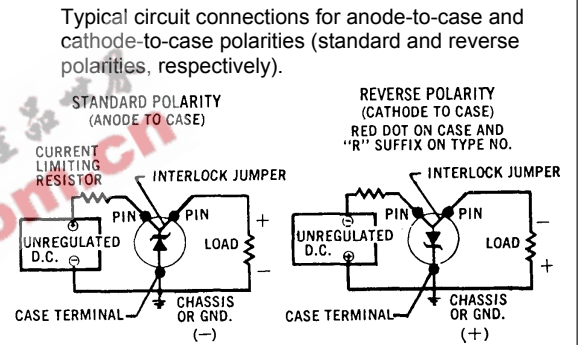 Typical circuit connections for anode-to-case and
cathode-to-case polarities (standard and reverse
polarities, respectively).
STANDARD POLARITY
(ANODE TO CASE)
CURRENT
LIMITING
RESISTOR
INTERLOCK JUMPER
PIN
PIN
+
UNREGULATED
D.C.
⊕
⊖
LOAD
−
CASE TERMINAL
CHASSIS
OR GND.
(−)
REVERSE POLARITY
(CATHODE TO CASE)
RED DOT ON CASE AND
"R" SUFFIX ON TYPE NO.
INTERLOCK JUMPER
PIN
PIN
−
UNREGULATED
D.C.
⊖
⊕
LOAD
+
CASE TERMINAL
CHASSIS
OR GND.
(+)
om.cn